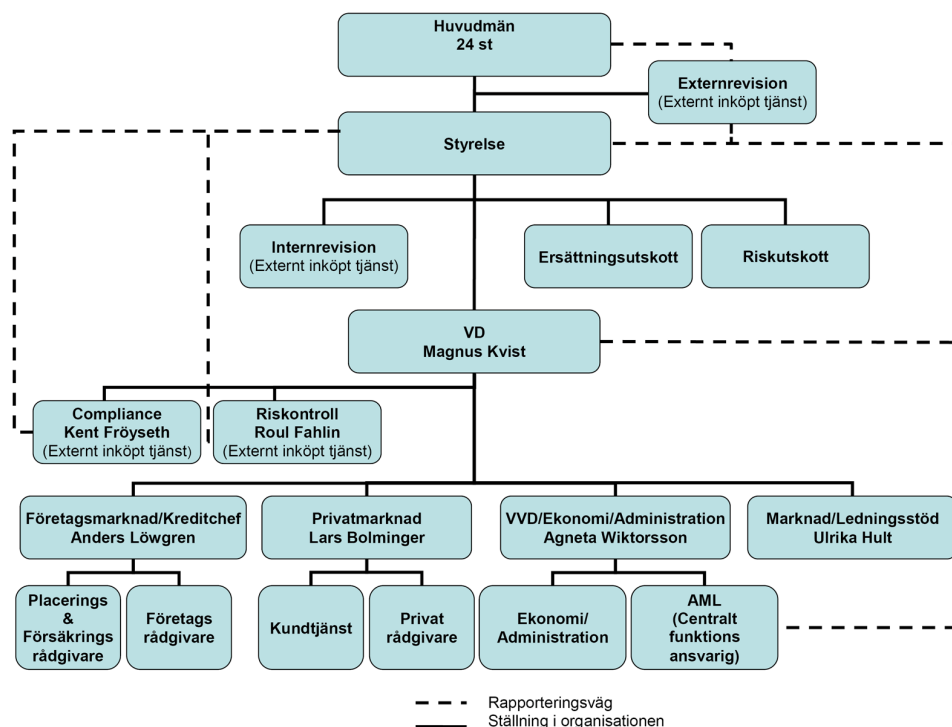 Huvudmän
24 st
Externrevision
(Externt inköpt tjänst)
Styrelse
Internrevision
(Externt inköpt tjänst)
Ersättningsutskott
Riskutskott
VD
Magnus Kvist
Compliance
Kent Fröyseth
(Externt inköpt tjänst)
Riskontroll
Roul Fahlin
(Externt inköpt tjänst)
Företagsmarknad/Kreditchef
Anders Löwgren
Privatmarknad
Lars Bolminger
VVD/Ekonomi/Administration
Agneta Wiktorsson
Marknad/Ledningsstöd
Ulrika Hult
Placerings
&
Försäkrings
rådgivare
Företags
rådgivare
Kundtjänst
Privat
rådgivare
Ekonomi/
Administration
AML
(Centralt
funktions
ansvarig)
Rapporteringsväg
Ställning i organisationen